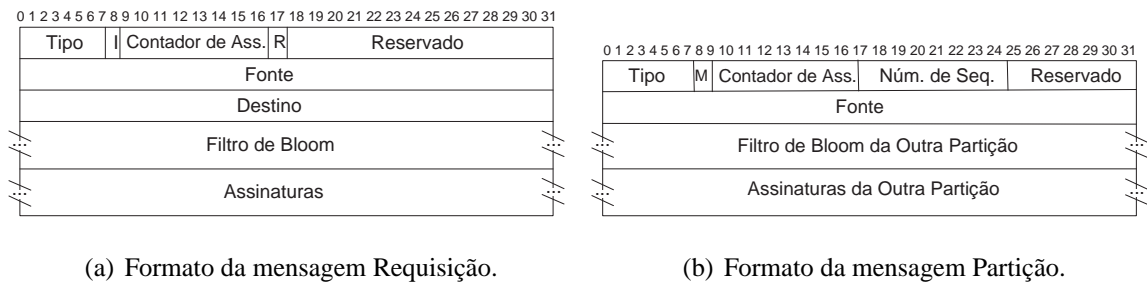 0 1 2 3 4 5 6 7 8 9 10 11 12 13 14 15 16 17 18 19 20 21 22 23 24 25 26 27 28 29 30 31
Tipo I Contador de Ass. R Reservado
Fonte
Destino
... Filtro de Bloom ...
... Assinaturas ...
(a) Formato da mensagem Requisição.
0 1 2 3 4 5 6 7 8 9 10 11 12 13 14 15 16 17 18 19 20 21 22 23 24 25 26 27 28 29 30 31
Tipo M Contador de Ass. Núm. de Seq. Reservado
Fonte
... Filtro de Bloom da Outra Partição ...
... Assinaturas da Outra Partição ...
(b) Formato da mensagem Partição.